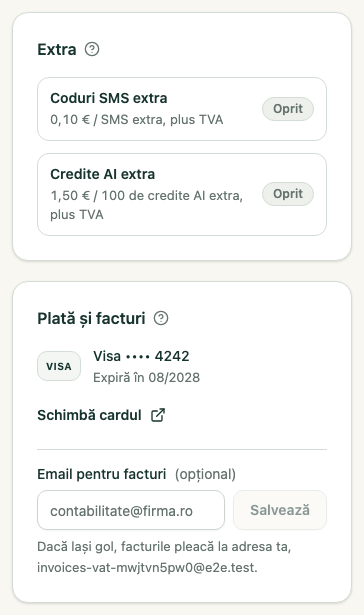 Extra
Coduri SMS extra
0,10 € / SMS extra, plus TVA
Oprit
Credite AI extra
1,50 € / 100 de credite AI extra,
plus TVA
Oprit
Plată și facturi
VISA
Visa •••• 4242
Expiră în 08/2028
Schimbă cardul
Email pentru facturi (opțional)
contabilitate@firma.ro
Salvează
Dacă lași gol, facturile pleacă la adresa ta,
invoices-vat-mwjtvn5pw0@e2e.test.